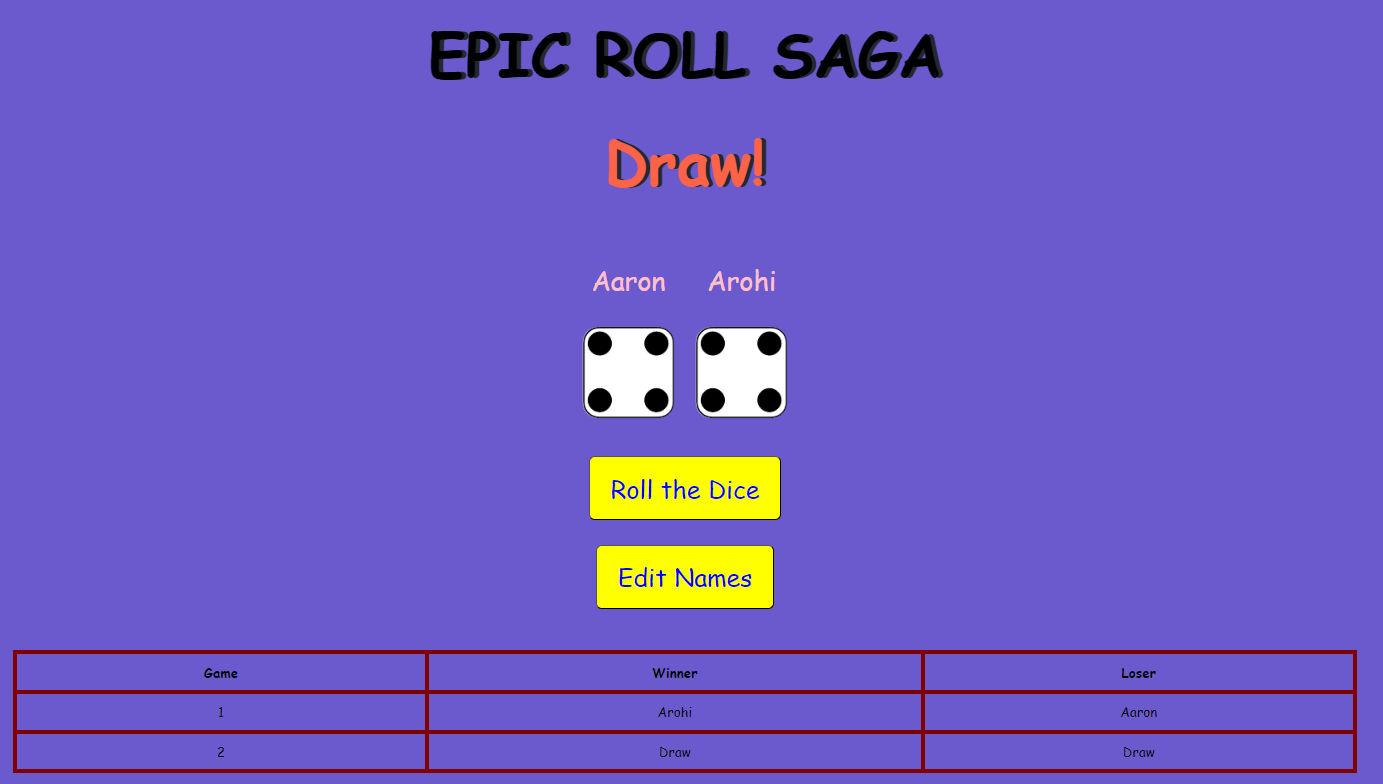 EPIC ROLL SAGA
Draw!
Aaron Arohi
Roll the Dice
Edit Names
Game Winner Loser
1 Arohi Aaron
2 Draw Draw